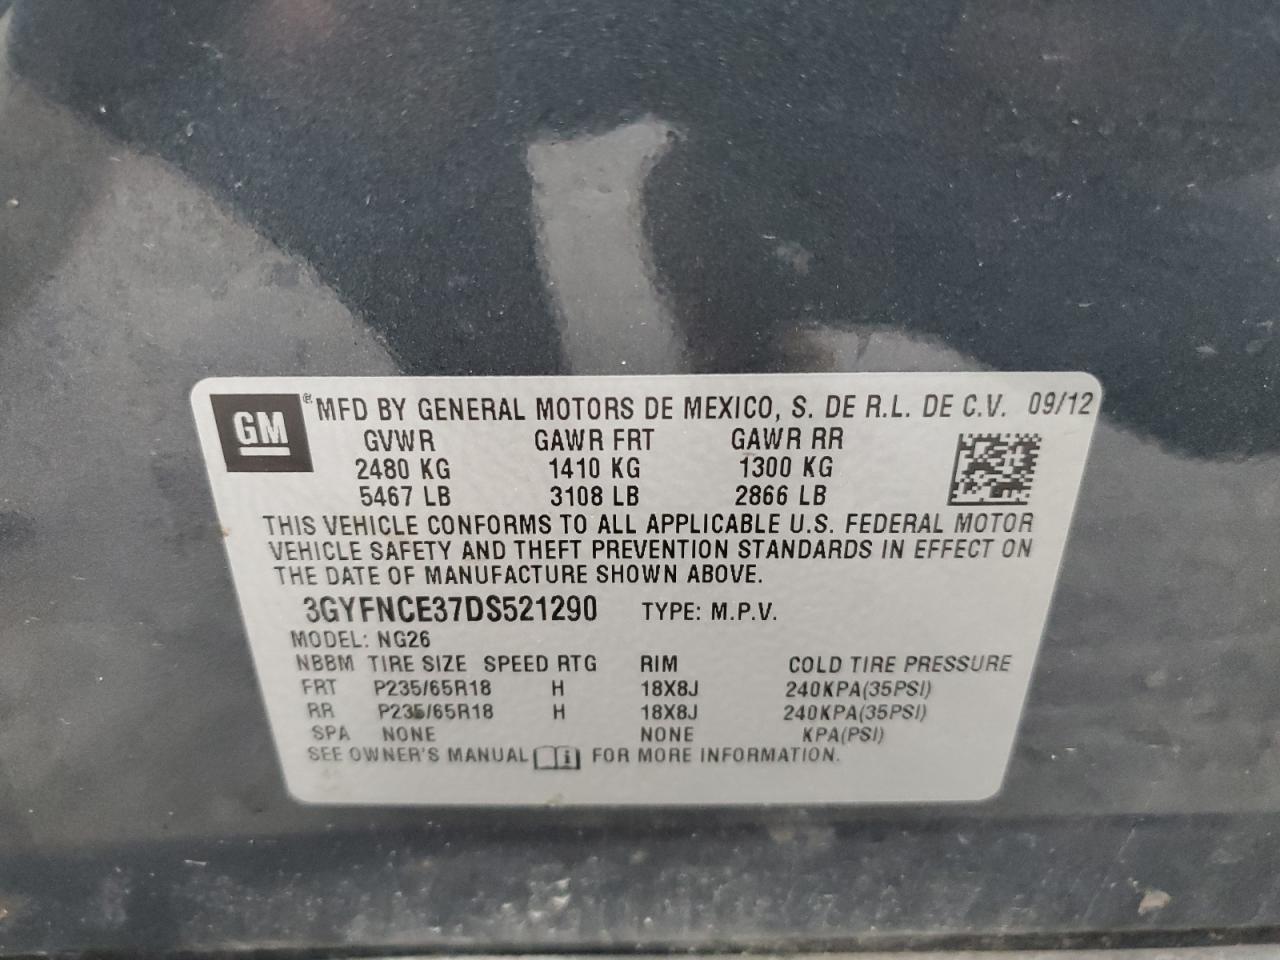 GM ® MFD BY GENERAL MOTORS DE MEXICO, S. DE R.L. DE C.V. 09/12
GVWR GAWR FRT GAWR RR
2480 KG 1410 KG 1300 KG
5467 LB 3108 LB 2866 LB
THIS VEHICLE CONFORMS TO ALL APPLICABLE U.S. FEDERAL MOTOR
VEHICLE SAFETY AND THEFT PREVENTION STANDARDS IN EFFECT ON
THE DATE OF MANUFACTURE SHOWN ABOVE.
3GYFNCE37DS521290 TYPE: M.P.V.
MODEL: NG26
NBBM TIRE SIZE SPEED RTG RIM COLD TIRE PRESSURE
FRT P235/65R18 H 18X8J 240KPA(35PSI)
RR P235/65R18 H 18X8J 240KPA(35PSI)
SPA NONE NONE KPA(PSI)
SEE OWNER'S MANUAL i FOR MORE INFORMATION.